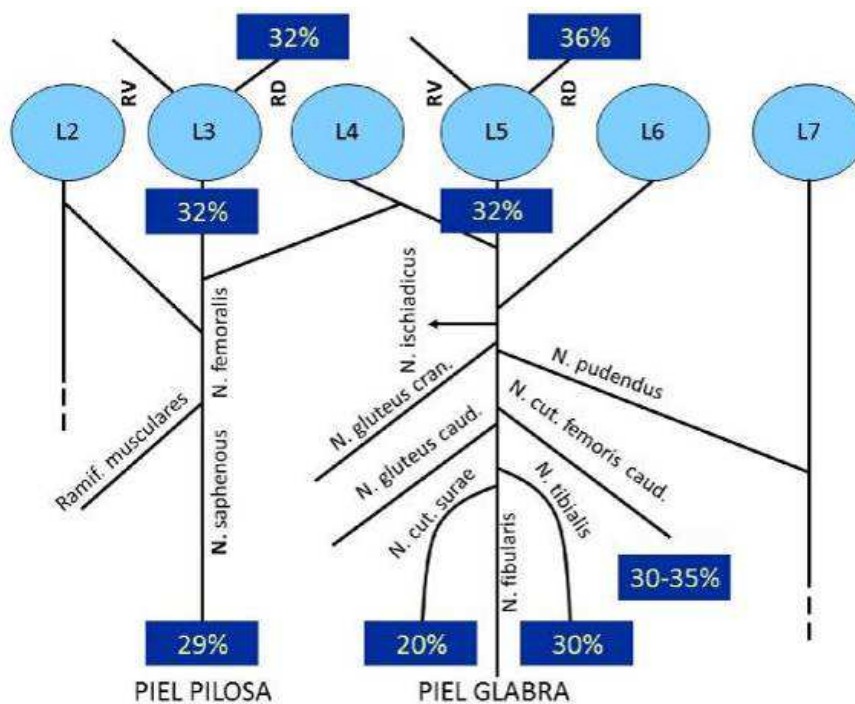 32%
36%
RV
RD
RV
RD
L2
L3
L4
L5
L6
L7
32%
32%
N. femoralis
N. ischiadicus
N. pudendus
N. gluteus cran.
N. cut. femoris caud.
Ramif. musculares
N. saphenous
N. gluteus caud.
N. cut. surae
N. tibialis
N. fibularis
30-35%
29%
20%
30%
PIEL PILOSA
PIEL GLABRA